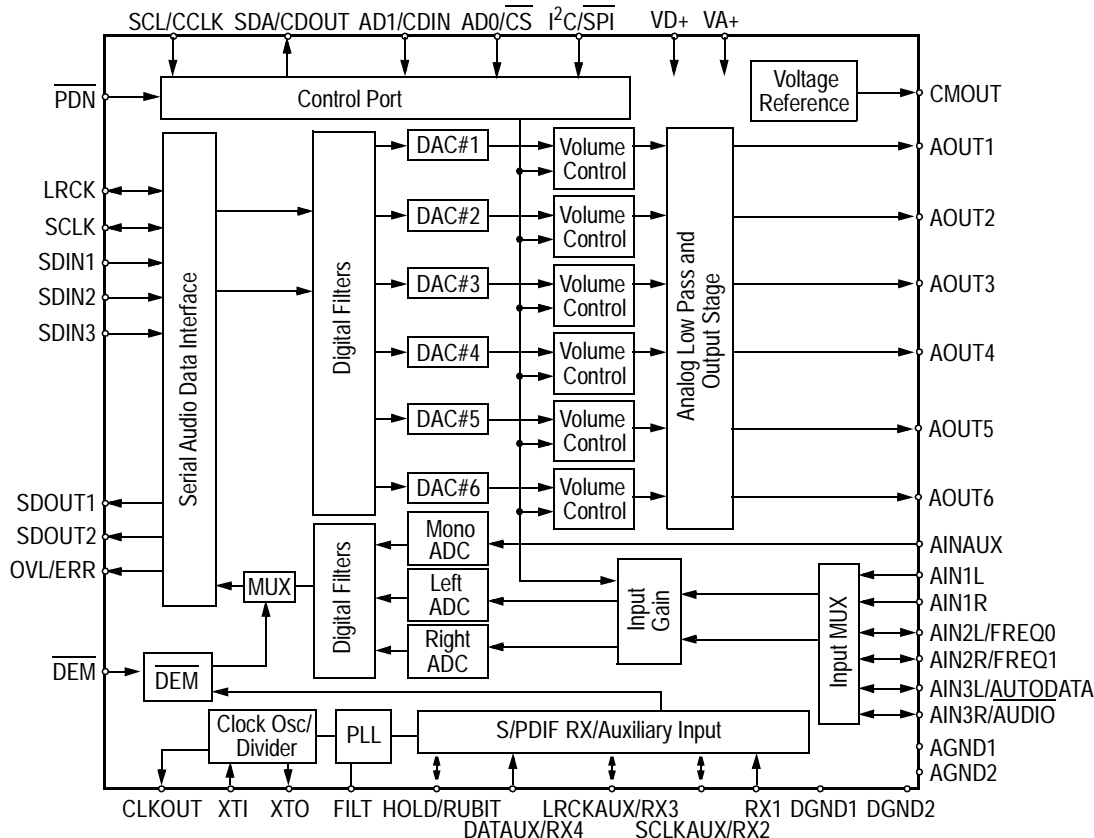 SCL/CCLK SDA/CDOUT AD1/CDIN AD0/CS I2C/SPI VD+ VA+
PDN
Control Port
Voltage
Reference
CMOUT
LRCK
SCLK
SDIN1
SDIN2
SDIN3
SDOUT1
SDOUT2
OVL/ERR
DEM
Serial Audio Data Interface
Digital Filters
DAC#1
DAC#2
DAC#3
DAC#4
DAC#5
DAC#6
Volume
Control
Volume
Control
Volume
Control
Volume
Control
Volume
Control
Volume
Control
Analog Low Pass and
Output Stage
AOUT1
AOUT2
AOUT3
AOUT4
AOUT5
AOUT6
MUX
Digital Filters
Mono
ADC
Left
ADC
Right
ADC
Input
Gain
Input MUX
AINAUX
AIN1L
AIN1R
AIN2L/FREQ0
AIN2R/FREQ1
AIN3L/AUTODATA
AIN3R/AUDIO
AGND1
AGND2
DEM
Clock Osc/
Divider
PLL
S/PDIF RX/Auxiliary Input
CLKOUT XTI XTO FILT HOLD/RUBIT LRCKAUX/RX3 RX1 DGND1 DGND2
DATAUX/RX4 SCLKAUX/RX2